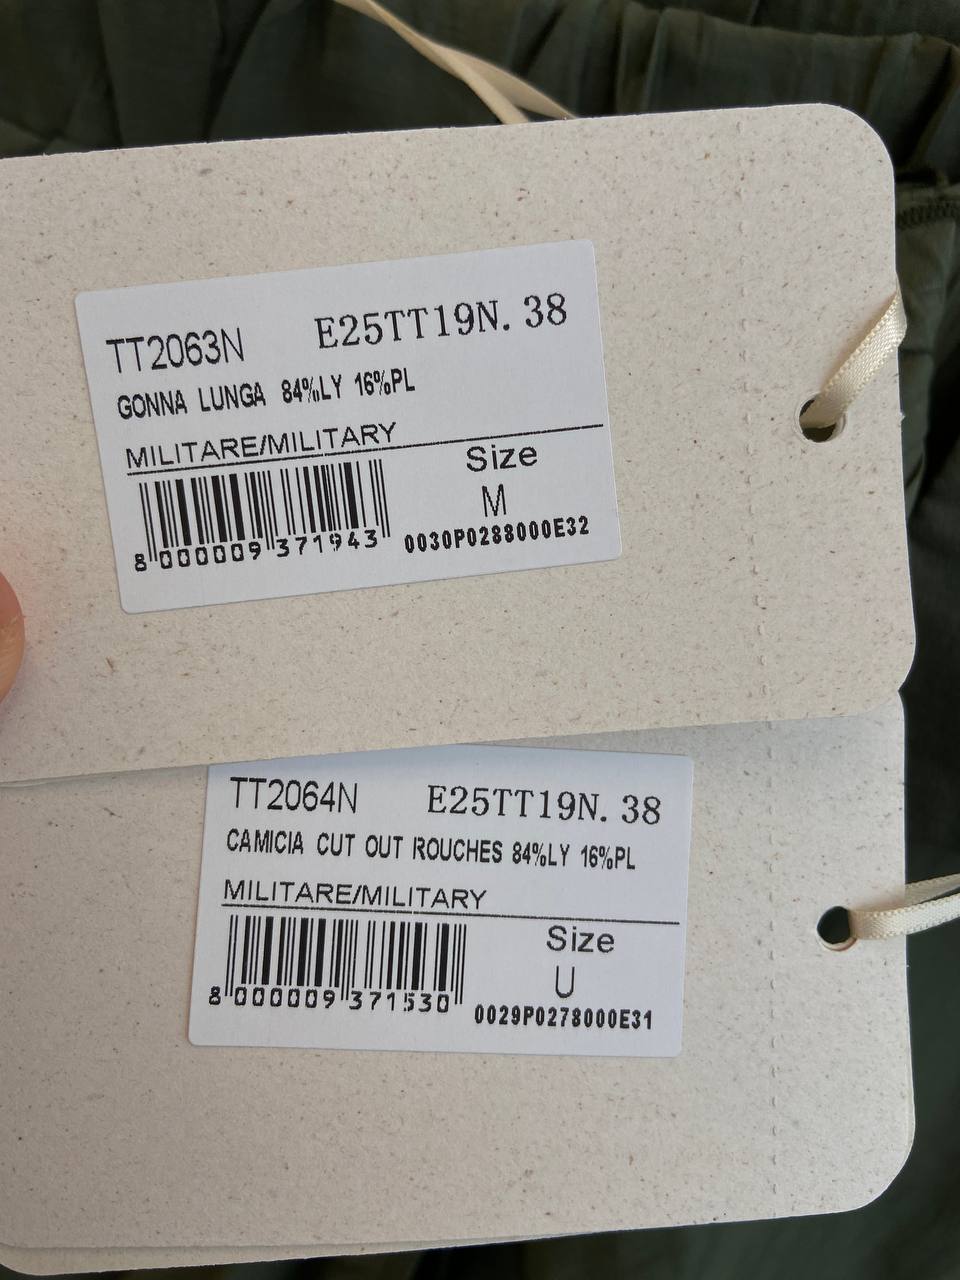 TT2063N E25TT19N. 38
GONNA LUNGA 84%LY 16%PL
MILITARE/MILITARY
Size
M
8 000009 371943 0030P0288000E32
TT2064N E25TT19N. 38
CAMICIA CUT OUT ROUCHES 84%LY 16%PL
MILITARE/MILITARY
Size
U
8 000009 371530 0029P0278000E31